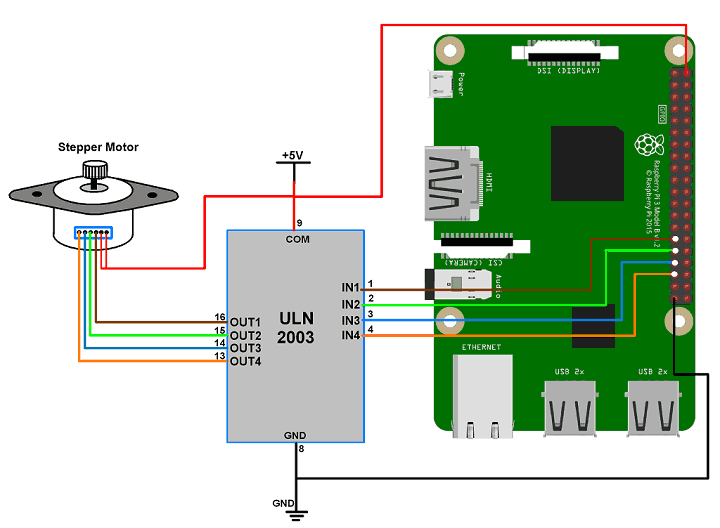 Stepper Motor
+5V
9
COM
ULN
2003
16
OUT1
15
OUT2
14
OUT3
13
OUT4
IN1
1
IN2
2
IN3
3
IN4
4
GND
8
GND
DSI (DISPLAY)
Power
HDMI
CSI (CAMERA)
Audio
ETHERNET
USB 2x
USB 2x
GPIO
Raspberry Pi 3 Model B v1.2
© Raspberry Pi 2015